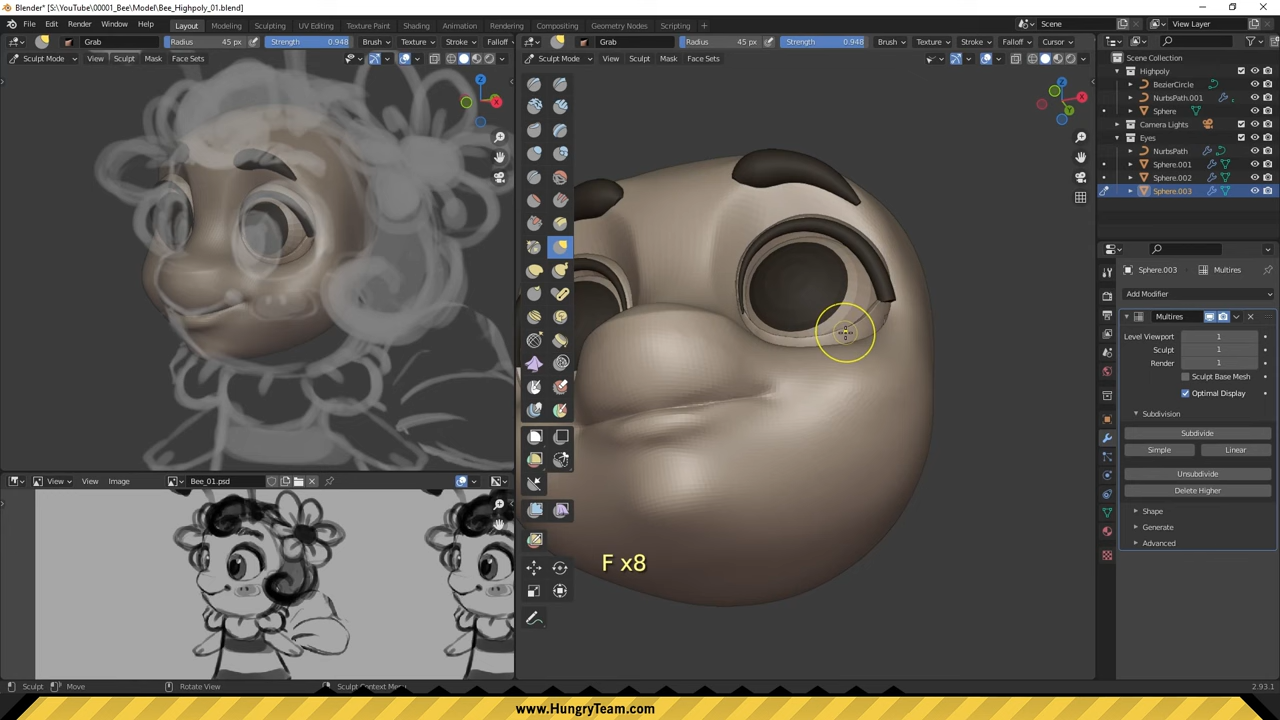 Blender* [S:\YouTube\00001_Bee\Model\Bee_Highpoly_01.blend]
File Edit Render Window Help Layout Modeling Sculpting UV Editing Texture Paint Shading Animation Rendering Compositing Geometry Nodes Scripting Scene View Layer
Grab Radius 45 px Strength 0.948 Brush Texture Stroke Falloff
Grab Radius 45 px Strength 0.948 Brush Texture Stroke Falloff Cursor
Sculpt Mode View Sculpt Mask Face Sets
Sculpt Mode View Sculpt Mask Face Sets
Z
X
Z
X
Y
Scene Collection
Highpoly
BezierCircle
NurbsPath.001
Sphere
Camera Lights
Eyes
NurbsPath
Sphere.001
Sphere.002
Sphere.003
Sphere.003 Multires
Add Modifier
Multires
Level Viewport 1
Sculpt 1
Render 1
Sculpt Base Mesh
Optimal Display
Subdivision
Subdivide
Simple Linear
Unsubdivide
Delete Higher
Shape
Generate
Advanced
View View Image Bee_01.psd
F x8
Sculpt Move Rotate View Sculpt Context Menu 2.93.1
www.HungryTeam.com